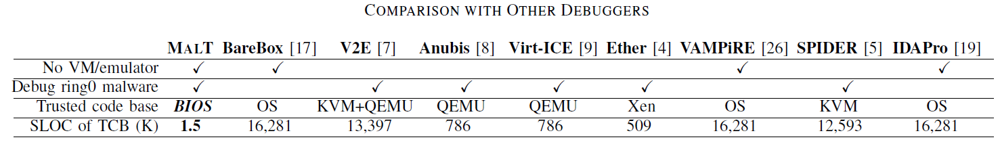 COMPARISON WITH OTHER DEBUGGERS
MALT BareBox [17] V2E [7] Anubis [8] Virt-ICE [9] Ether [4] VAMPiRE [26] SPIDER [5] IDAPro [19]
No VM/emulator ✓ ✓ ✓ ✓
Debug ring0 malware ✓ ✓ ✓ ✓ ✓ ✓
Trusted code base BIOS OS KVM+QEMU QEMU QEMU Xen OS KVM OS
SLOC of TCB (K) 1.5 16,281 13,397 786 786 509 16,281 12,593 16,281